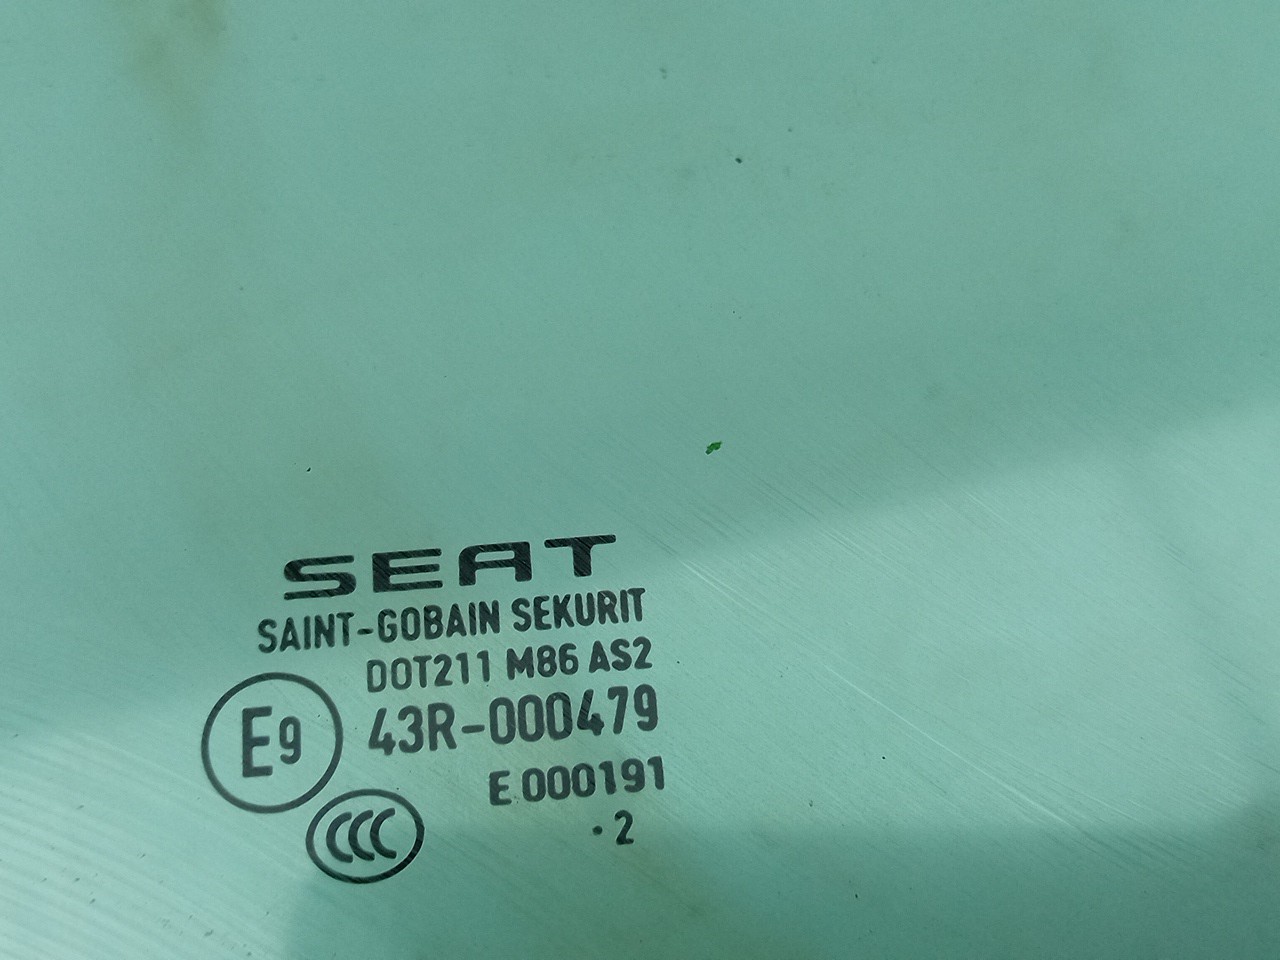 SEAT
SAINT-GOBAIN SEKURIT
DOT211 M86 AS2
E9 43R-000479
E 000191
CCC
·2